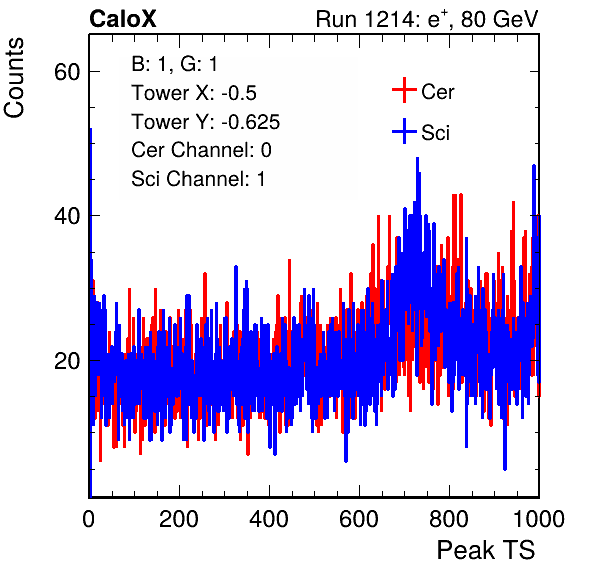 CaloX Run 1214: e⁺, 80 GeV
Counts
60
40
20
B: 1, G: 1
Tower X: -0.5
Tower Y: -0.625
Cer Channel: 0
Sci Channel: 1
Cer
Sci
0 200 400 600 800 1000
Peak TS